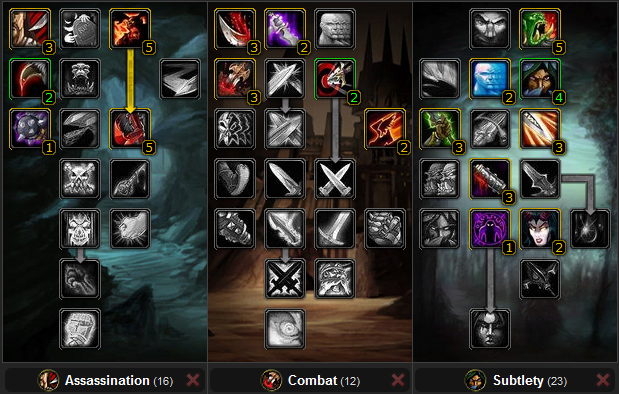 3 5 3 2 5
2 3 2 2 4
1 5 2 3 3
3
1 2
Assassination (16) Combat (12) Subtlety (23)